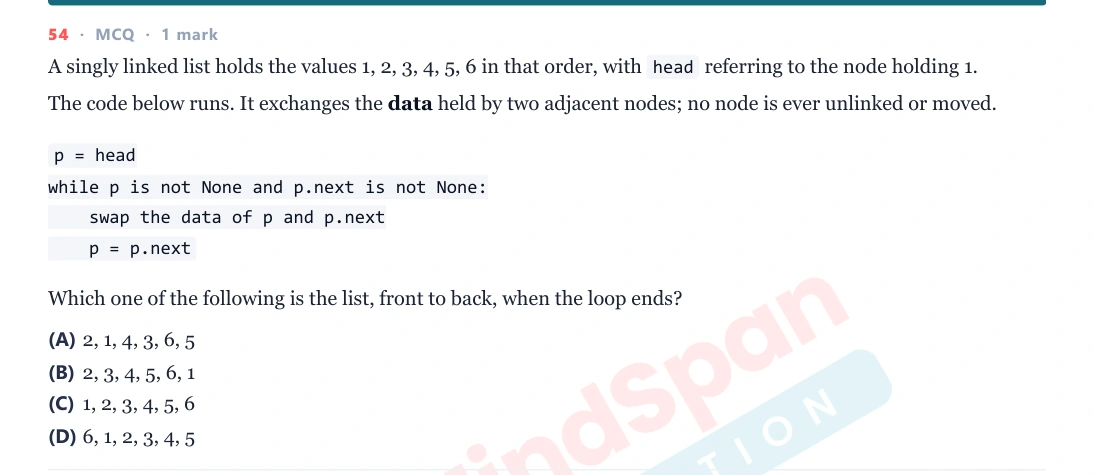 54 · MCQ · 1 mark
A singly linked list holds the values 1, 2, 3, 4, 5, 6 in that order, with head referring to the node holding 1.
The code below runs. It exchanges the data held by two adjacent nodes; no node is ever unlinked or moved.
p = head
while p is not None and p.next is not None:
    swap the data of p and p.next
    p = p.next
Which one of the following is the list, front to back, when the loop ends?
(A) 2, 1, 4, 3, 6, 5
(B) 2, 3, 4, 5, 6, 1
(C) 1, 2, 3, 4, 5, 6
(D) 6, 1, 2, 3, 4, 5
indSpan
TION